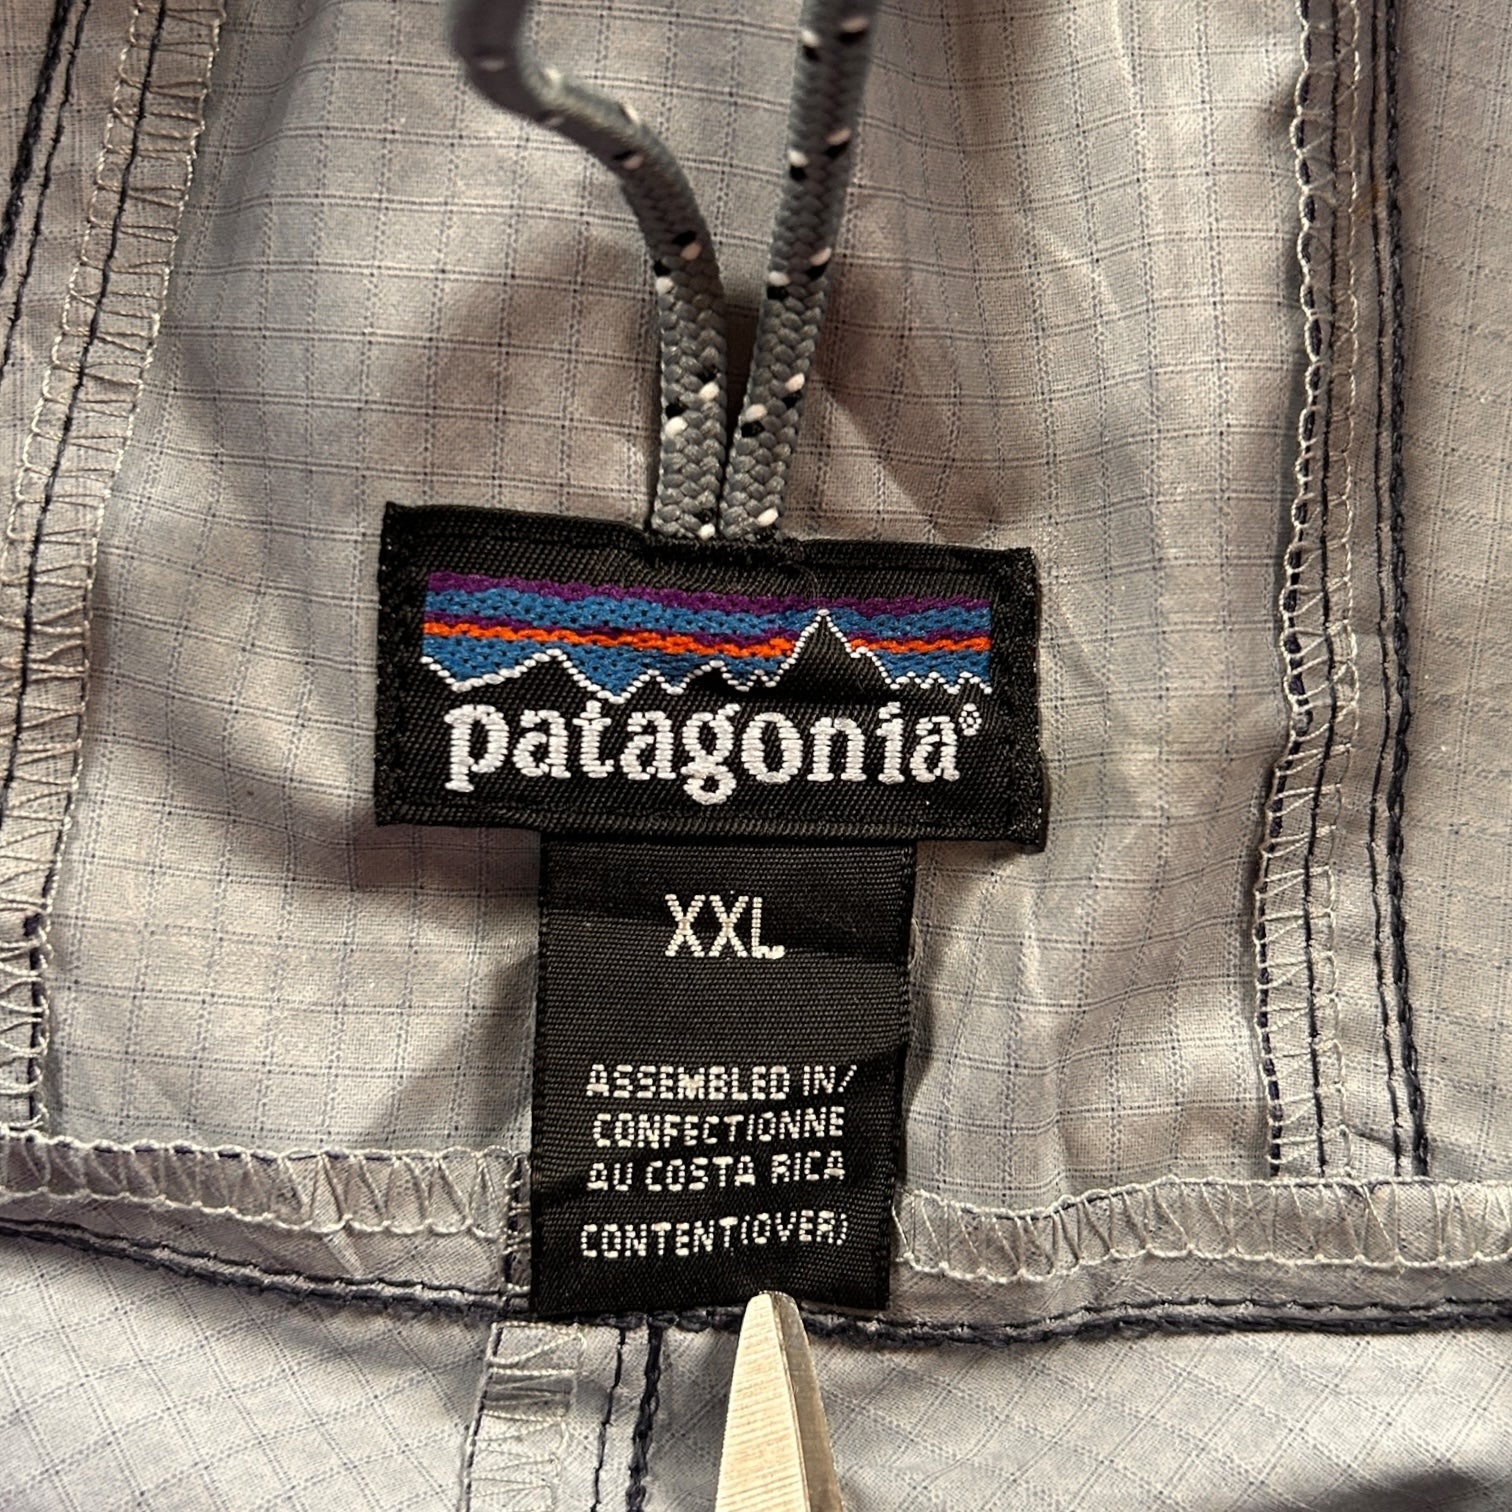 patagonia®
XXL
ASSEMBLED IN/
CONFECTIONNE
AU COSTA RICA
CONTENT(OVER)